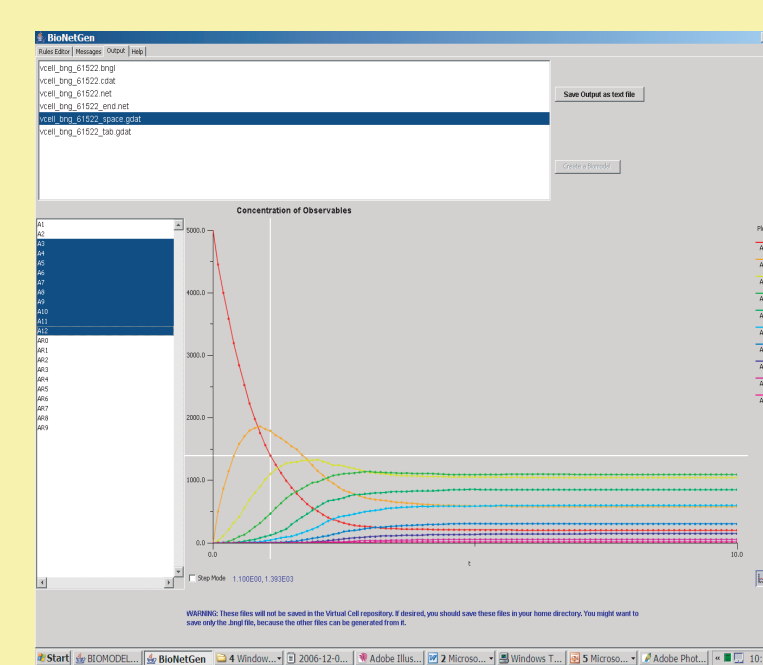 BioNetGen
Rules Editor Messages Output Help
vcell_bng_61522.bngl
vcell_bng_61522.cdat
vcell_bng_61522.net
vcell_bng_61522_end.net
vcell_bng_61522_space.gdat
vcell_bng_61522_tab.gdat
Save Output as text file
Create a Biomodel
Concentration of Observables
A1
A2
A3
A4
A5
A6
A7
A8
A9
A10
A11
A12
AR0
AR1
AR2
AR3
AR4
AR5
AR6
AR7
AR8
AR9
5000.0
4000.0
3000.0
2000.0
1000.0
0.0
0.0
10.0
t
Step Mode 1.100E00, 1.393E03
WARNING: These files will not be saved in the Virtual Cell repository. If desired, you should save these files in your home directory. You might want to
save only the .bngl file, because the other files can be generated from it.
Start BIOMODEL... BioNetGen 4 Window... 2006-12-0... Adobe Illus... 2 Microso... Windows T... 5 Microso... Adobe Phot... « 10: